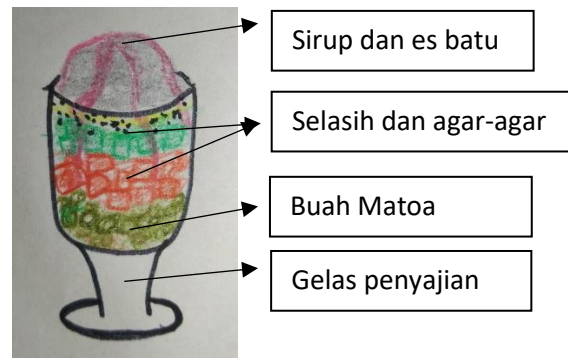 Sirup dan es batu
Selasih dan agar-agar
Buah Matoa
Gelas penyajian